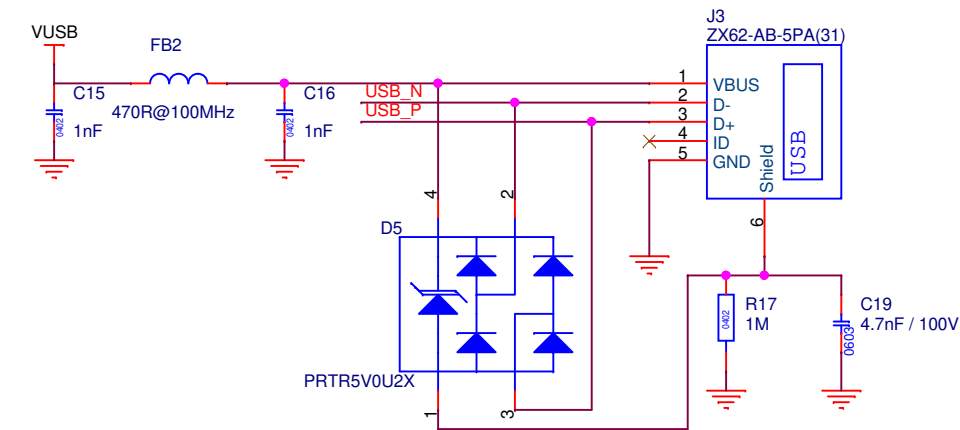 J3
ZX62-AB-5PA(31)
VUSB
FB2
C15
1nF
0402
470R@100MHz
C16
1nF
0402
USB_N
USB_P
1
2
3
4
5
VBUS
D-
D+
ID
GND
Shield
USB
6
4
2
D5
PRTR5V0U2X
1
3
R17
1M
0402
C19
4.7nF / 100V
0603